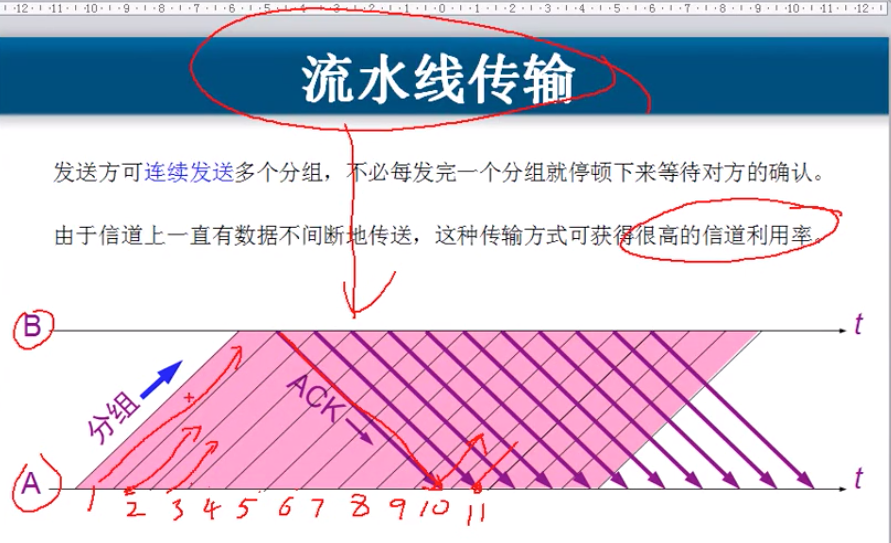 ·12·11·10·9·8·7·6·5·4·3·2·1·0·1·2·3·4·5·6·7·8·9·10·11·12·
流水线传输
发送方可连续发送多个分组，不必每发完一个分组就停顿下来等待对方的确认。
由于信道上一直有数据不间断地传送，这种传输方式可获得很高的信道利用率。
B
t
分组
ACK
A
t
1 2 3 4 5 6 7 8 9 10 11